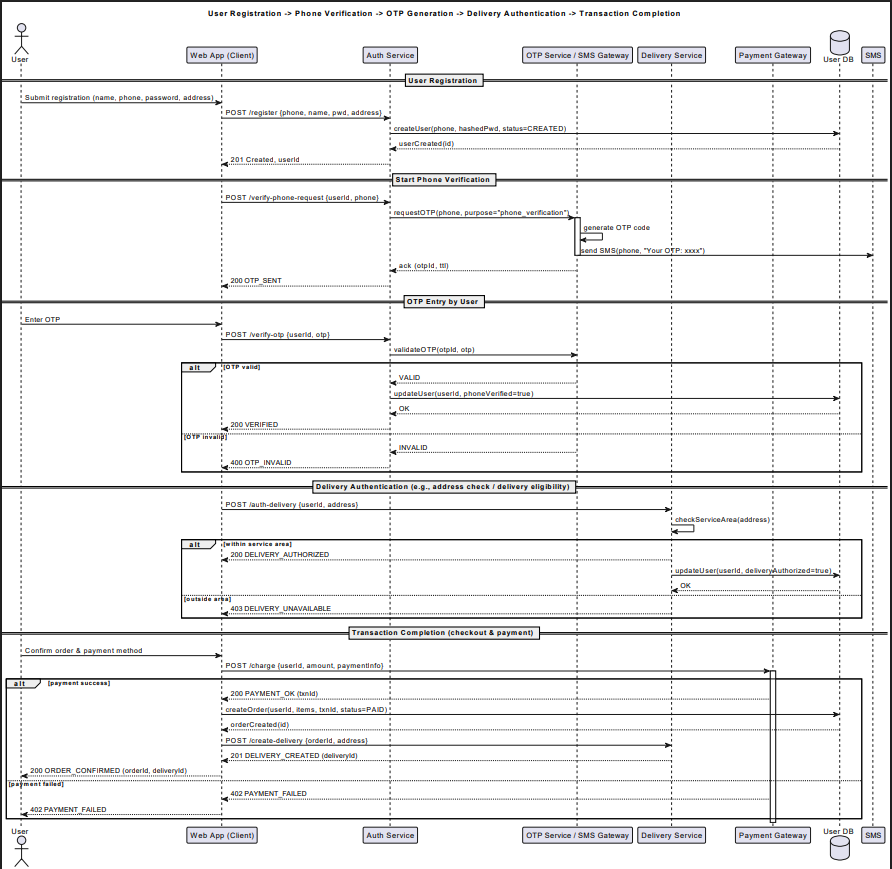 User Registration -> Phone Verification -> OTP Generation -> Delivery Authentication -> Transaction Completion
User
Web App (Client)
Auth Service
OTP Service / SMS Gateway
Delivery Service
Payment Gateway
User DB
SMS
User Registration
Submit registration (name, phone, password, address)
POST /register {phone, name, pwd, address}
createUser(phone, hashedPwd, status=CREATED)
userCreated(id)
201 Created, userId
Start Phone Verification
POST /verify-phone-request {userId, phone}
requestOTP(phone, purpose="phone_verification")
generate OTP code
send SMS(phone, "Your OTP: xxxx")
ack (otpId, ttl)
200 OTP_SENT
OTP Entry by User
Enter OTP
POST /verify-otp {userId, otp}
validateOTP(otpId, otp)
alt [OTP valid]
VALID
updateUser(userId, phoneVerified=true)
OK
200 VERIFIED
[OTP invalid]
INVALID
400 OTP_INVALID
Delivery Authentication (e.g., address check / delivery eligibility)
POST /auth-delivery {userId, address}
checkServiceArea(address)
alt [within service area]
200 DELIVERY_AUTHORIZED
updateUser(userId, deliveryAuthorized=true)
OK
[outside area]
403 DELIVERY_UNAVAILABLE
Transaction Completion (checkout & payment)
Confirm order & payment method
POST /charge {userId, amount, paymentInfo}
alt [payment success]
200 PAYMENT_OK (txnId)
createOrder(userId, items, txnId, status=PAID)
orderCreated(id)
POST /create-delivery {orderId, address}
201 DELIVERY_CREATED (deliveryId)
200 ORDER_CONFIRMED (orderId, deliveryId)
[payment failed]
402 PAYMENT_FAILED
402 PAYMENT_FAILED
User
Web App (Client)
Auth Service
OTP Service / SMS Gateway
Delivery Service
Payment Gateway
User DB
SMS